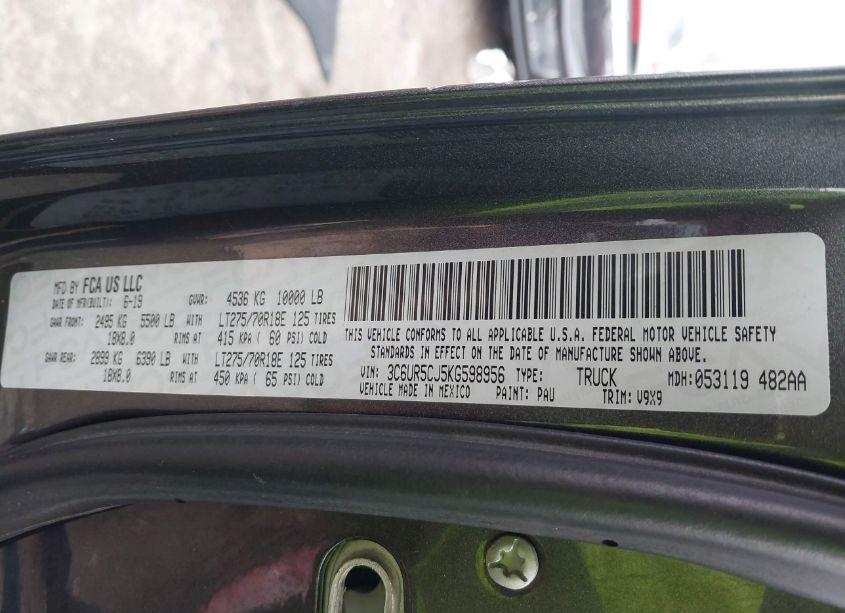 MFD BY FCA US LLC
DATE OF MFR(BUILT): 6-19 GVWR: 4536 KG 10000 LB
GAWR FRONT: 2495 KG 5500 LB WITH LT275/70R18E 125 TIRES
18X8.0 RIMS AT 415 KPA ( 60 PSI) COLD
GAWR REAR: 2899 KG 6390 LB WITH LT275/70R18E 125 TIRES
18X8.0 RIMS AT 450 KPA ( 65 PSI) COLD
THIS VEHICLE CONFORMS TO ALL APPLICABLE U.S.A. FEDERAL MOTOR VEHICLE SAFETY
STANDARDS IN EFFECT ON THE DATE OF MANUFACTURE SHOWN ABOVE.
VIN: 3C6UR5CJ5KG598956 TYPE: TRUCK MDH: 053119 482AA
VEHICLE MADE IN MEXICO PAINT: PAU TRIM: V9X9